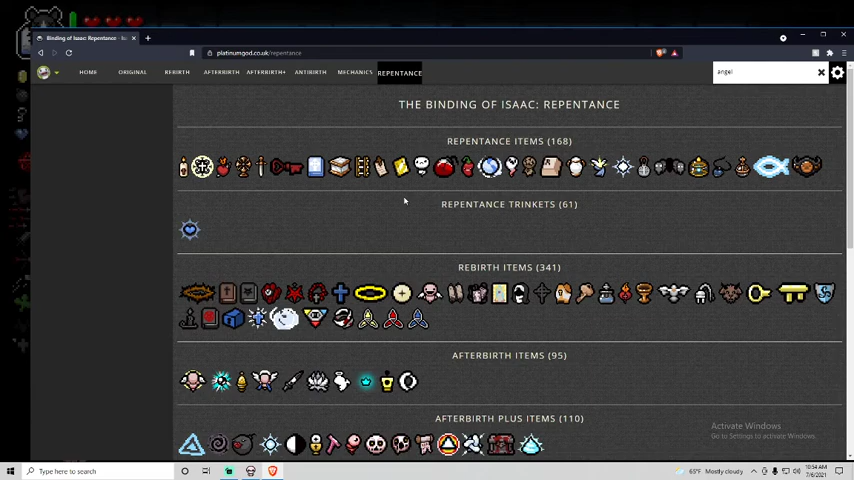 Binding of Isaac: Repentance - Isa
platinumgod.co.uk/repentance
HOME ORIGINAL REBIRTH AFTERBIRTH AFTERBIRTH+ ANTIBIRTH MECHANICS REPENTANCE angel
THE BINDING OF ISAAC: REPENTANCE
REPENTANCE ITEMS (168)
REPENTANCE TRINKETS (61)
REBIRTH ITEMS (341)
AFTERBIRTH ITEMS (95)
AFTERBIRTH PLUS ITEMS (110)
Activate Windows
Go to Settings to activate Windows.
Type here to search
65°F Mostly cloudy
10:54 AM
7/6/2021